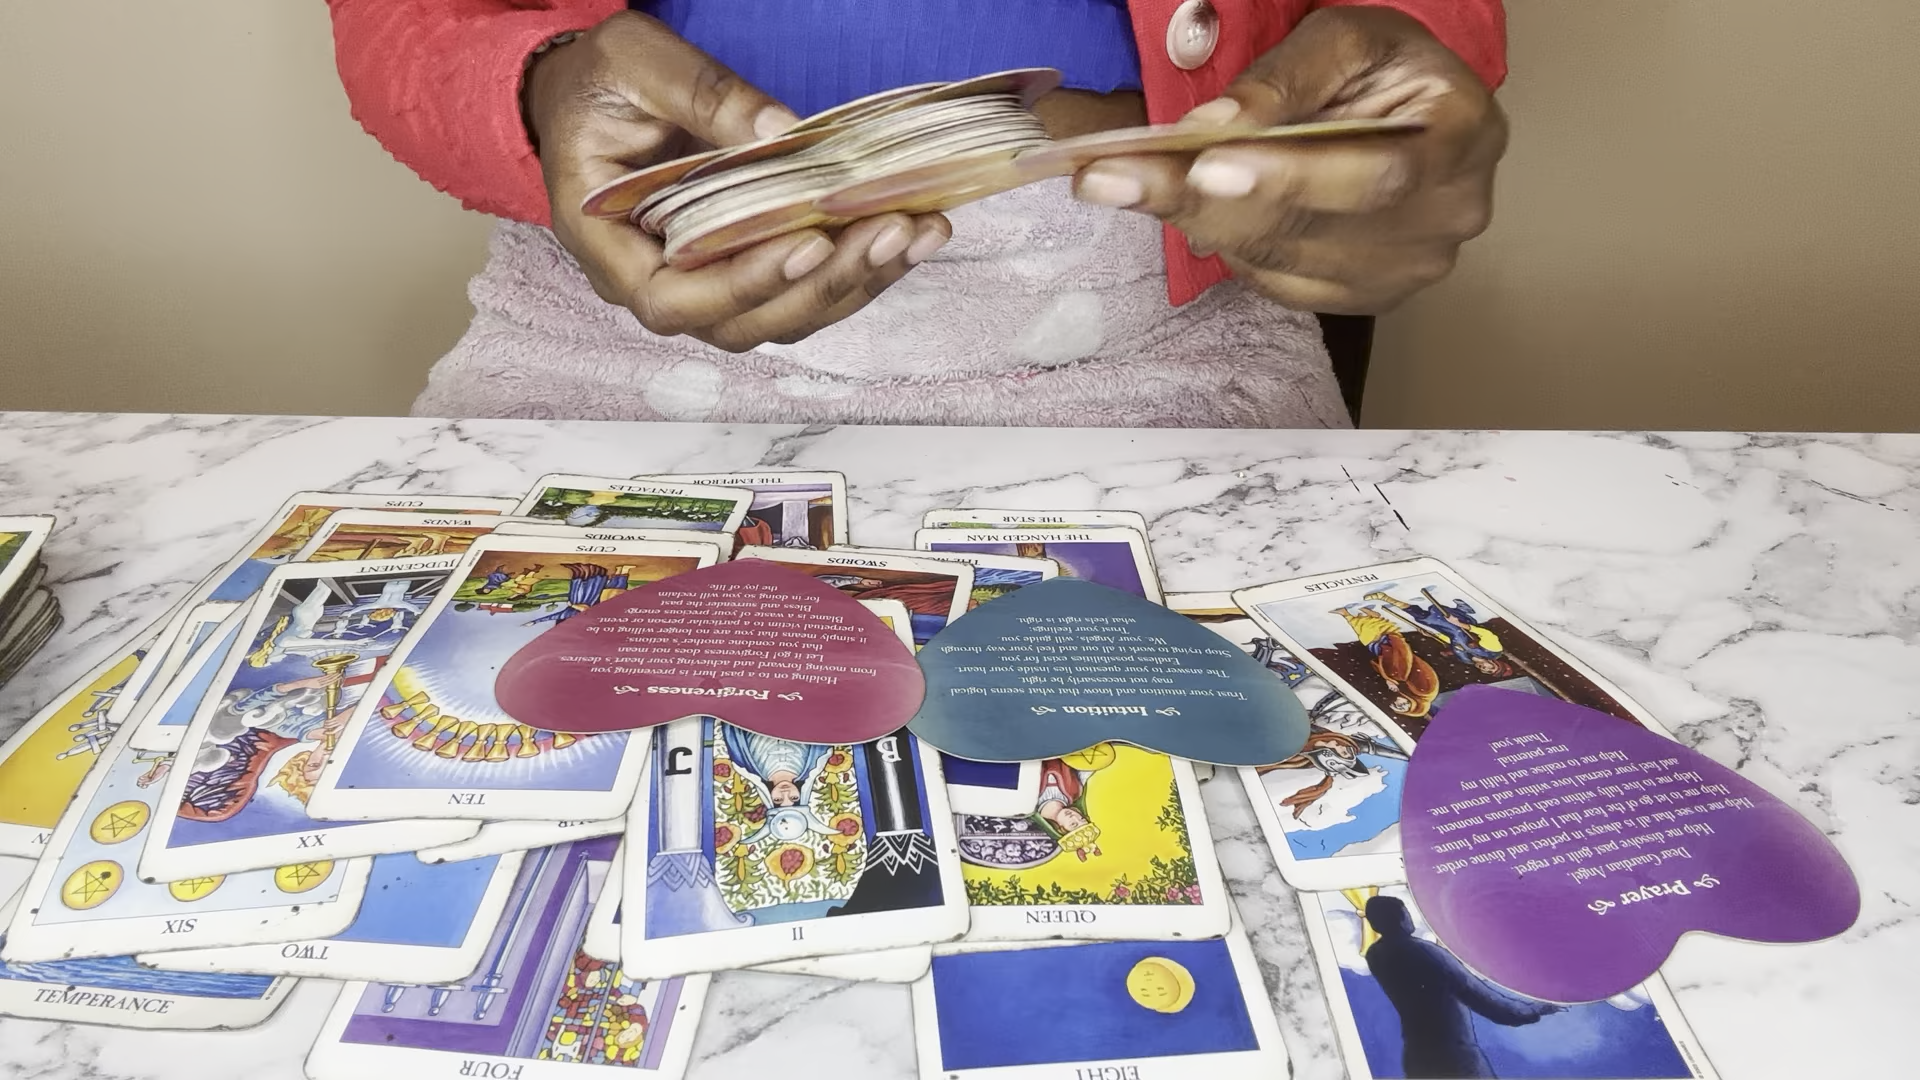 THE EMPEROR
PENTACLES
CUPS
WANDS
SWORDS
CUPS
JUDGEMENT
SWORDS
THE STAR
THE HANGED MAN
PENTACLES
Forgiveness
Holding on to a past hurt is preventing you
from moving forward and achieving your heart's desires
Let it go! Forgiveness does not mean
that you condone another's actions;
it simply means that you are no longer willing to be
a perpetual victim to a particular person or event.
Blame is a waste of your precious energy.
Bless and surrender the past
for in doing so you will reclaim
the joy of life.
Intuition
Trust your intuition and know that what seems logical
may not necessarily be right.
The answer to your question lies inside your heart.
Endless possibilities exist for you.
Stop trying to work it all out and feel your way through
We, your Angels, will guide you
Trust your feelings;
what feels right is right.
Prayer
Dear Guardian Angel,
Help me dissolve past guilt or regret.
Help me to see that all is always in perfect and divine order
Help me to let go of the fear that I project on my future
Help me to live fully within each precious moment.
and feel your eternal love within and around me
Help me to realise and fulfil my
true potential.
Thank you!
TEN
XX
SIX
TWO
TEMPERANCE
FOUR
J
B
II
QUEEN
EIGHT